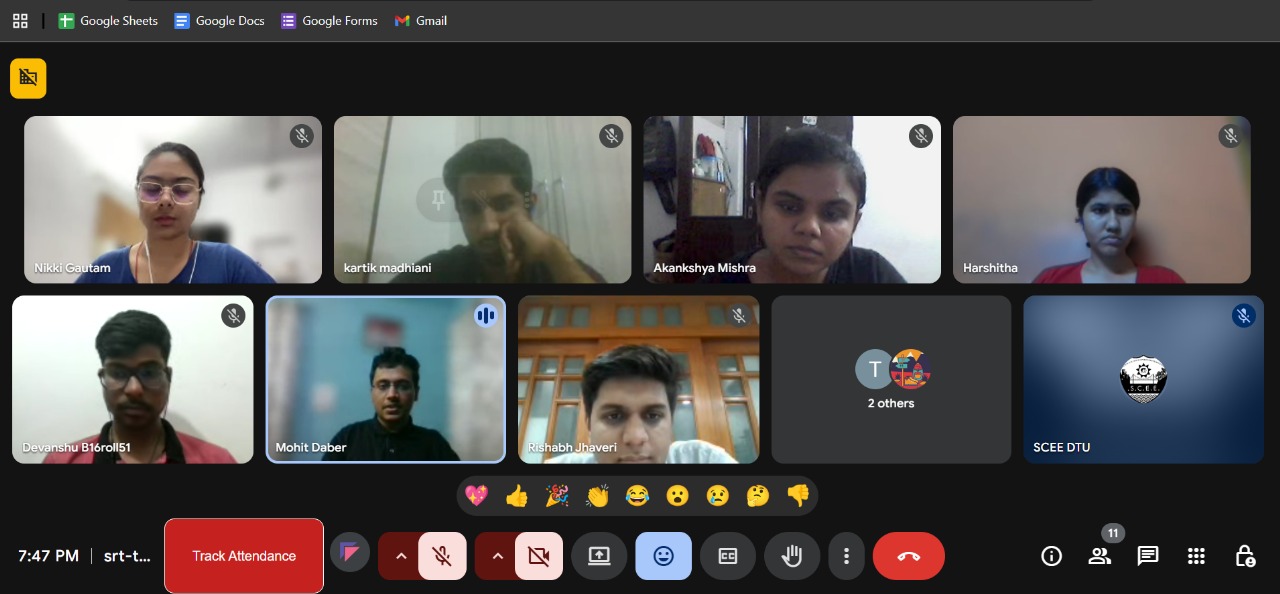 Google Sheets
Google Docs
Google Forms
Gmail
Nikki Gautam
kartik madhiani
Akankshya Mishra
Harshitha
Devanshu B16roll51
Mohit Daber
Rishabh Jhaveri
T
2 others
S.C.E.E.
SCEE DTU
7:47 PM
srt-t...
Track Attendance
CC
11